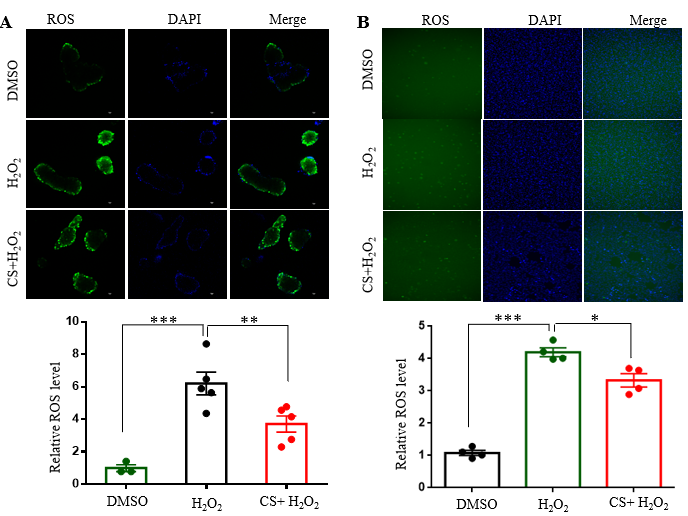 A ROS DAPI Merge
DMSO
H₂O₂
CS+H₂O₂
10
8
6
4
2
0
Relative ROS level
***
**
DMSO H₂O₂ CS+ H₂O₂
B ROS DAPI Merge
DMSO
H₂O₂
CS+H₂O₂
5
4
3
2
1
0
Relative ROS level
***
*
DMSO H₂O₂ CS+ H₂O₂